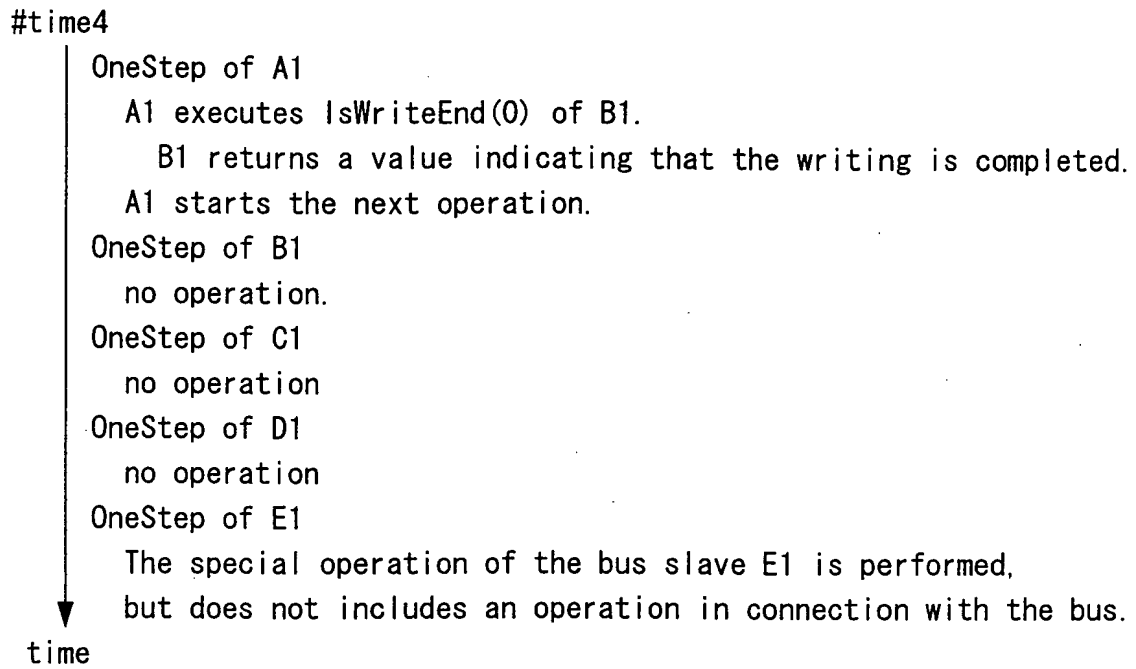 #time4
OneStep of A1
A1 executes IsWriteEnd(0) of B1.
B1 returns a value indicating that the writing is completed.
A1 starts the next operation.
OneStep of B1
no operation.
OneStep of C1
no operation
OneStep of D1
no operation
OneStep of E1
The special operation of the bus slave E1 is performed,
but does not includes an operation in connection with the bus.
time